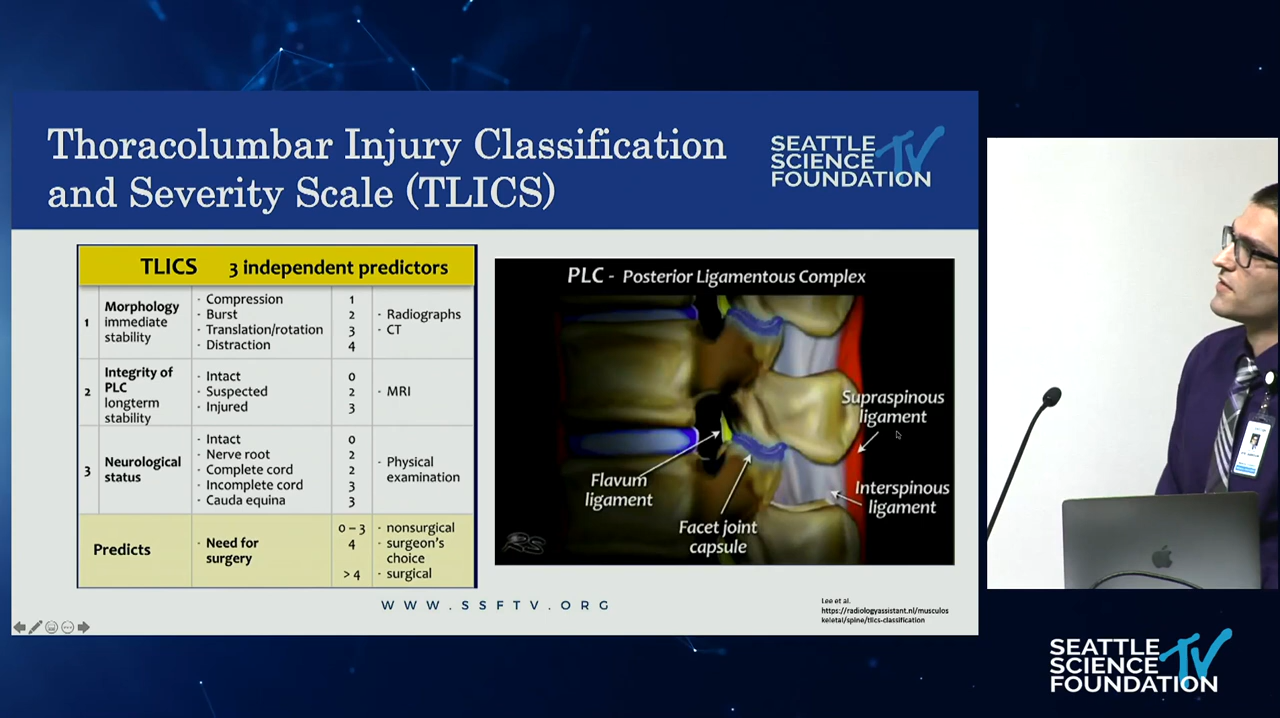 Thoracolumbar Injury Classification
and Severity Scale (TLICS)
SEATTLE
SCIENCE TV
FOUNDATION
TLICS 3 independent predictors
1 Morphology immediate stability
· Compression 1
· Burst 2
· Translation/rotation 3
· Distraction 4
· Radiographs
· CT
2 Integrity of PLC longterm stability
· Intact 0
· Suspected 2
· Injured 3
· MRI
3 Neurological status
· Intact 0
· Nerve root 2
· Complete cord 2
· Incomplete cord 3
· Cauda equina 3
· Physical examination
Predicts
· Need for surgery
0 – 3 · nonsurgical
4 · surgeon's choice
> 4 · surgical
PLC - Posterior Ligamentous Complex
Supraspinous
ligament
Flavum
ligament
Interspinous
ligament
Facet joint
capsule
RS
WWW.SSFTV.ORG
Lee et al.
https://radiologyassistant.nl/musculos
keletal/spine/tlics-classification
SEATTLE
SCIENCE TV
FOUNDATION